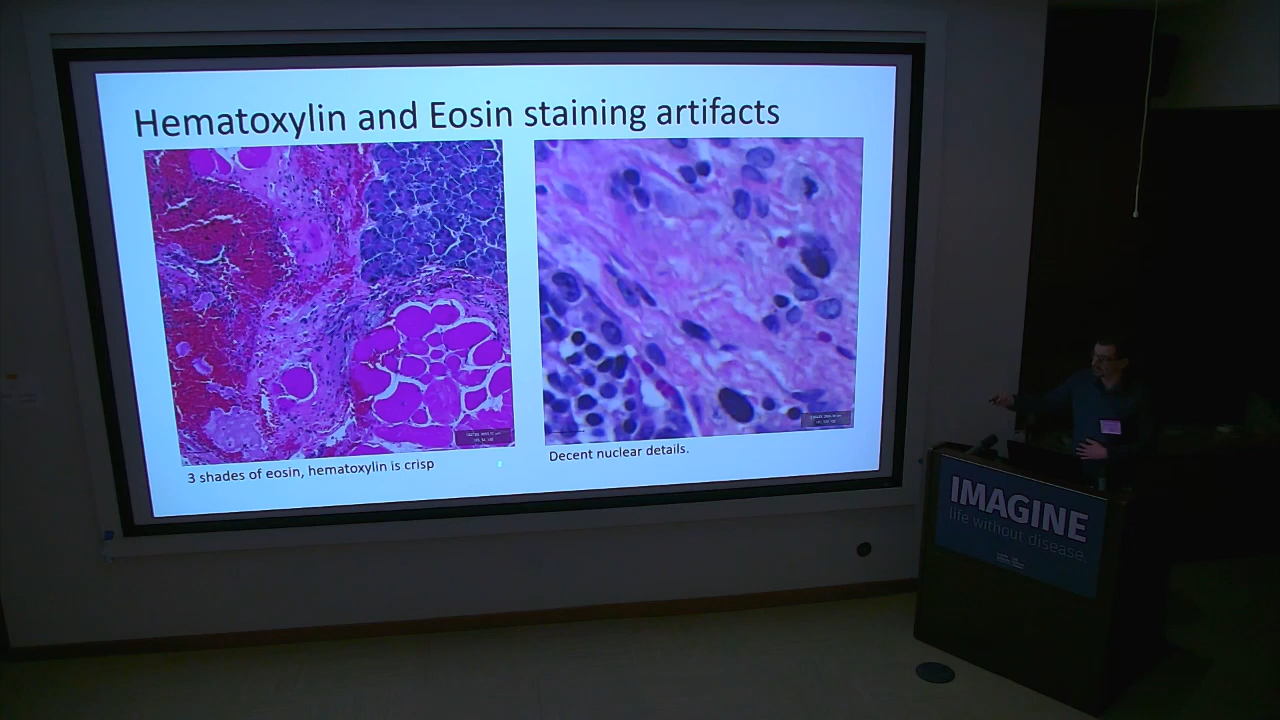 Hematoxylin and Eosin staining artifacts
3 shades of eosin, hematoxylin is crisp
Decent nuclear details.
IMAGINE
life without disease.